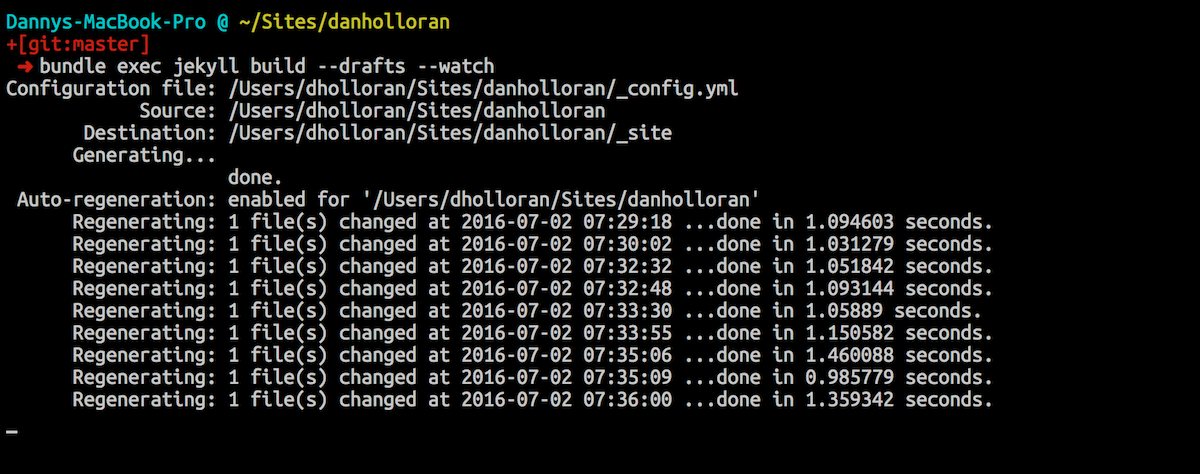 Dannys-MacBook-Pro @ ~/Sites/danholloran
+[git:master]
➜ bundle exec jekyll build --drafts --watch
Configuration file: /Users/dholloran/Sites/danholloran/_config.yml
Source: /Users/dholloran/Sites/danholloran
Destination: /Users/dholloran/Sites/danholloran/_site
Generating...
done.
Auto-regeneration: enabled for '/Users/dholloran/Sites/danholloran'
Regenerating: 1 file(s) changed at 2016-07-02 07:29:18 ...done in 1.094603 seconds.
Regenerating: 1 file(s) changed at 2016-07-02 07:30:02 ...done in 1.031279 seconds.
Regenerating: 1 file(s) changed at 2016-07-02 07:32:32 ...done in 1.051842 seconds.
Regenerating: 1 file(s) changed at 2016-07-02 07:32:48 ...done in 1.093144 seconds.
Regenerating: 1 file(s) changed at 2016-07-02 07:33:30 ...done in 1.05889 seconds.
Regenerating: 1 file(s) changed at 2016-07-02 07:33:55 ...done in 1.150582 seconds.
Regenerating: 1 file(s) changed at 2016-07-02 07:35:06 ...done in 1.460088 seconds.
Regenerating: 1 file(s) changed at 2016-07-02 07:35:09 ...done in 0.985779 seconds.
Regenerating: 1 file(s) changed at 2016-07-02 07:36:00 ...done in 1.359342 seconds.